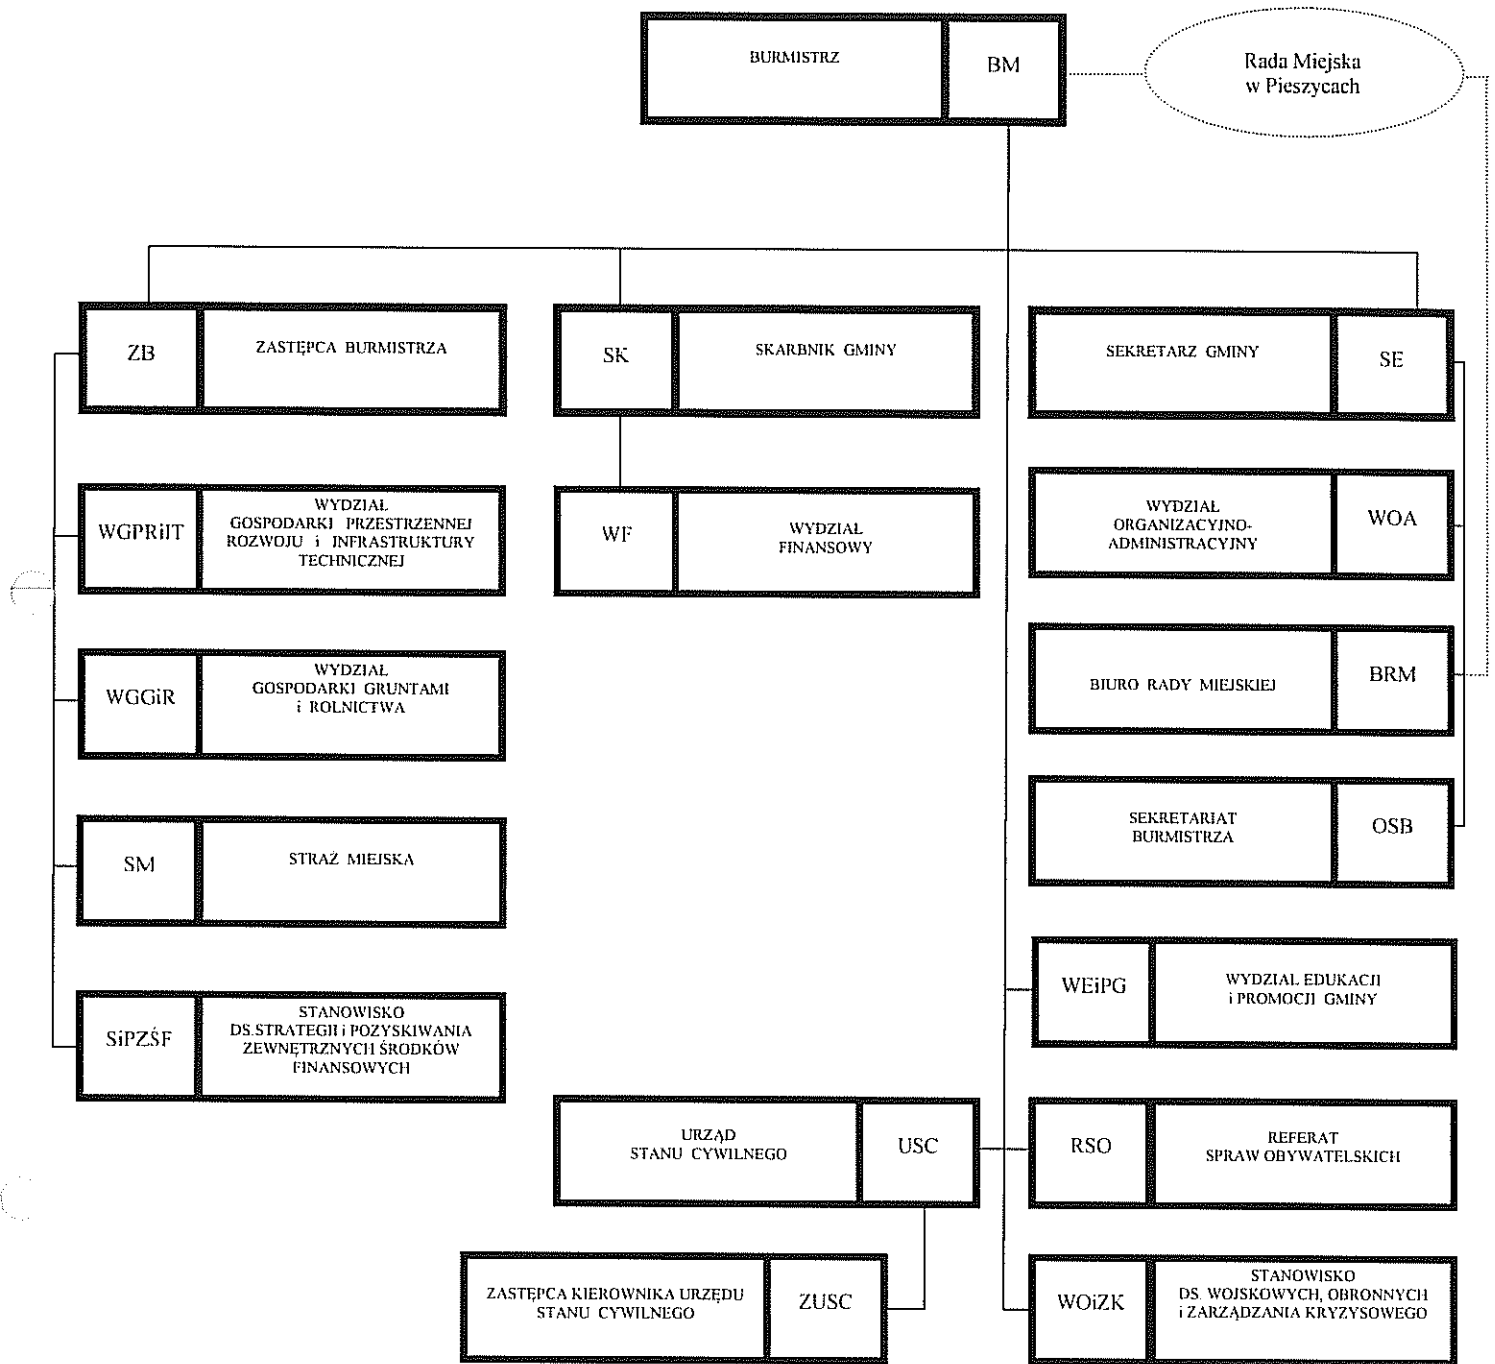 BURMISTRZ
BM
Rada Miejska
w Pieszycach
ZB
ZASTĘPCA BURMISTRZA
SK
SKARBNIK GMINY
SEKRETARZ GMINY
SE
WGPRiIT
WYDZIAŁ
GOSPODARKI PRZESTRZENNEJ
ROZWOJU i INFRASTRUKTURY
TECHNICZNEJ
WF
WYDZIAŁ
FINANSOWY
WYDZIAŁ
ORGANIZACYJNO-
ADMINISTRACYJNY
WOA
WGGiR
WYDZIAŁ
GOSPODARKI GRUNTAMI
i ROLNICTWA
BIURO RADY MIEJSKIEJ
BRM
SM
STRAŻ MIEJSKA
SEKRETARIAT
BURMISTRZA
OSB
WEiPG
WYDZIAŁ EDUKACJI
i PROMOCJI GMINY
SiPZŚF
STANOWISKO
DS.STRATEGII i POZYSKIWANIA
ZEWNĘTRZNYCH ŚRODKÓW
FINANSOWYCH
URZĄD
STANU CYWILNEGO
USC
RSO
REFERAT
SPRAW OBYWATELSKICH
ZASTĘPCA KIEROWNIKA URZĘDU
STANU CYWILNEGO
ZUSC
WOiZK
STANOWISKO
DS. WOJSKOWYCH, OBRONNYCH
i ZARZĄDZANIA KRYZYSOWEGO